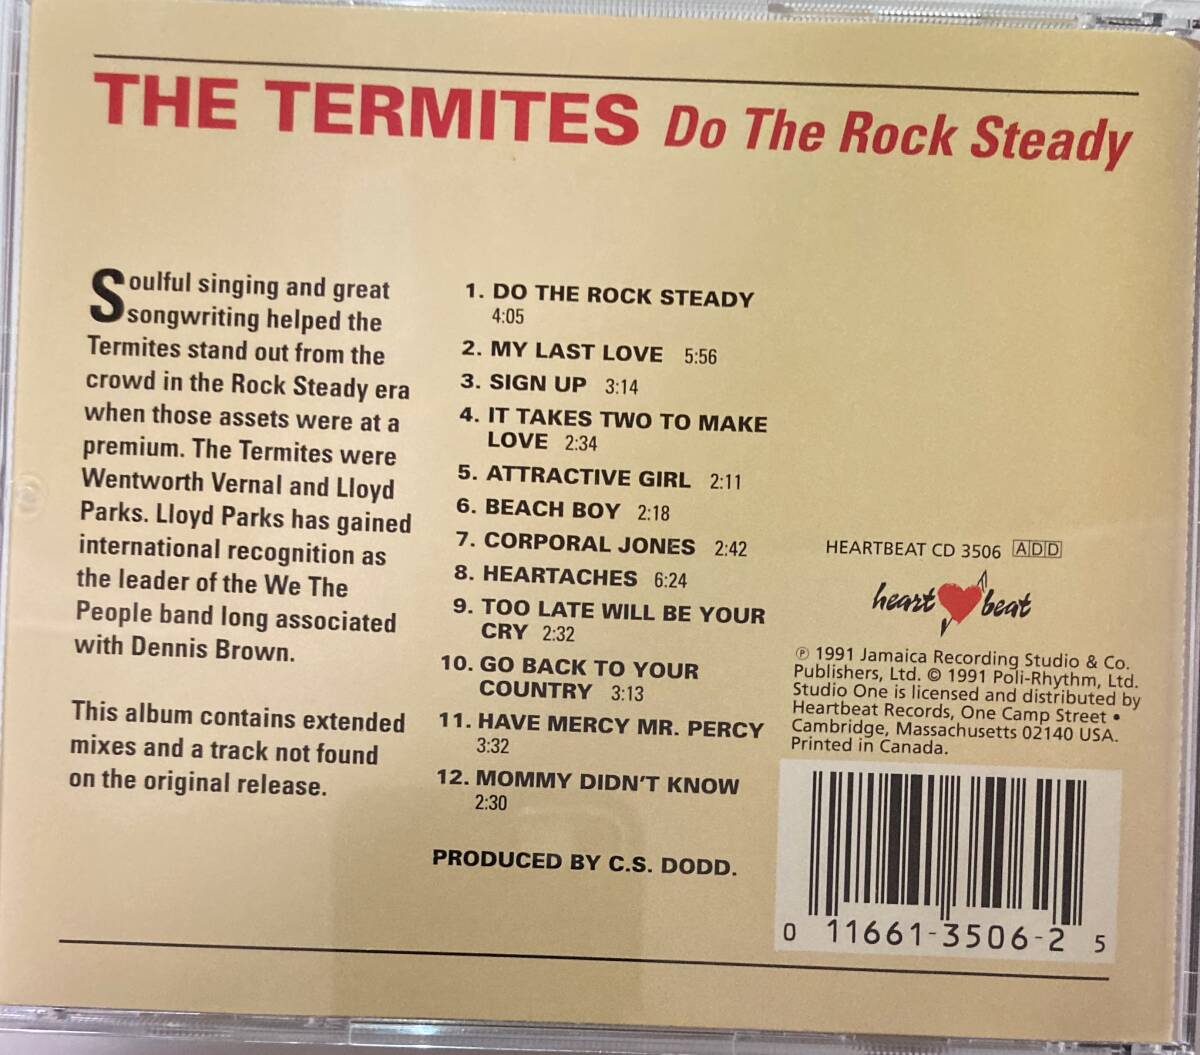 THE TERMITES Do The Rock Steady
Soulful singing and great
songwriting helped the
Termites stand out from the
crowd in the Rock Steady era
when those assets were at a
premium. The Termites were
Wentworth Vernal and Lloyd
Parks. Lloyd Parks has gained
international recognition as
the leader of the We The
People band long associated
with Dennis Brown.
This album contains extended
mixes and a track not found
on the original release.
1. DO THE ROCK STEADY
4:05
2. MY LAST LOVE 5:56
3. SIGN UP 3:14
4. IT TAKES TWO TO MAKE
LOVE 2:34
5. ATTRACTIVE GIRL 2:11
6. BEACH BOY 2:18
7. CORPORAL JONES 2:42
8. HEARTACHES 6:24
9. TOO LATE WILL BE YOUR
CRY 2:32
10. GO BACK TO YOUR
COUNTRY 3:13
11. HAVE MERCY MR. PERCY
3:32
12. MOMMY DIDN'T KNOW
2:30
PRODUCED BY C.S. DODD.
HEARTBEAT CD 3506 ADD
heart beat
℗ 1991 Jamaica Recording Studio & Co.
Publishers, Ltd. © 1991 Poli-Rhythm, Ltd.
Studio One is licensed and distributed by
Heartbeat Records, One Camp Street •
Cambridge, Massachusetts 02140 USA.
Printed in Canada.
0 11661-3506-2 5